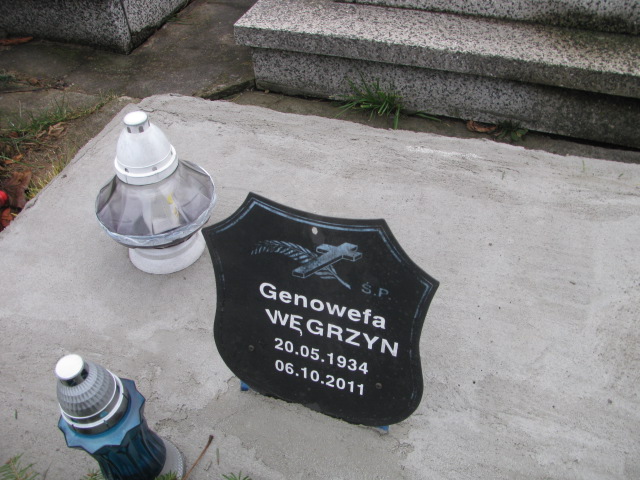 Ś.P.
Genowefa
WĘGRZYN
20.05.1934
06.10.2011